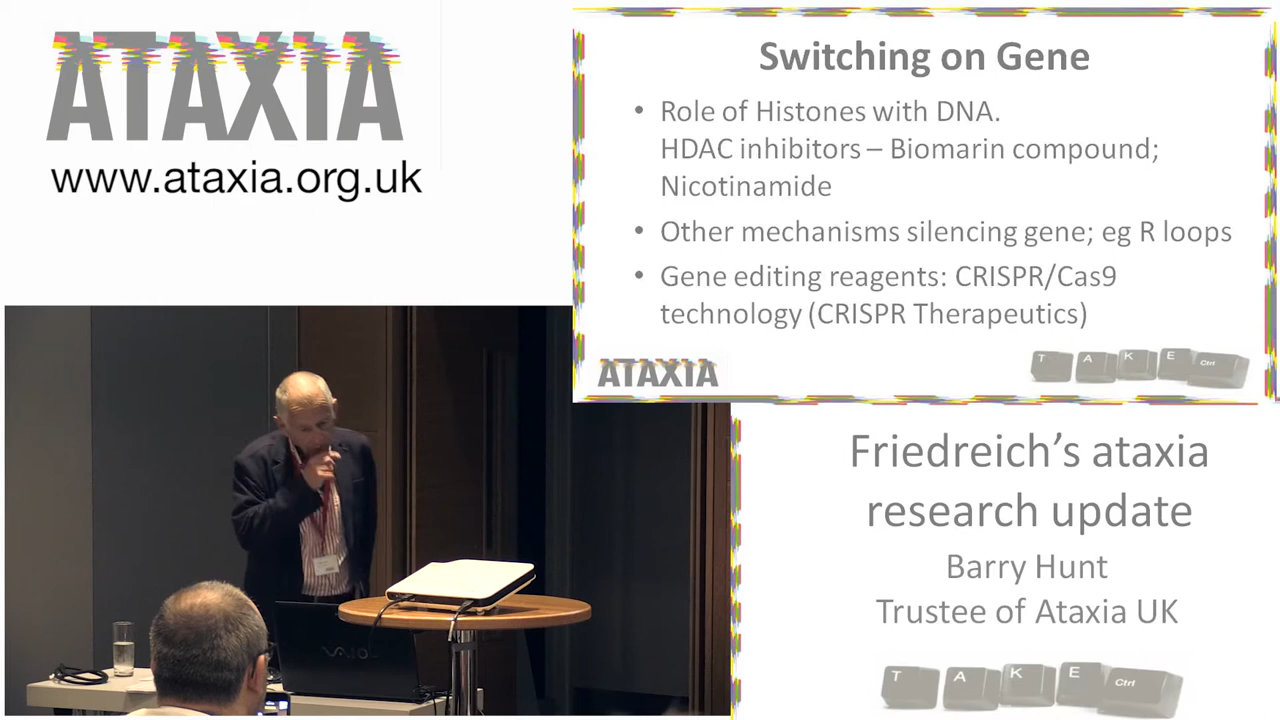 ATAXIA
www.ataxia.org.uk
Switching on Gene
• Role of Histones with DNA.
HDAC inhibitors – Biomarin compound;
Nicotinamide
• Other mechanisms silencing gene; eg R loops
• Gene editing reagents: CRISPR/Cas9
technology (CRISPR Therapeutics)
ATAXIA
T A K E Ctrl
Friedreich's ataxia
research update
Barry Hunt
Trustee of Ataxia UK
T A K E Ctrl
VAIO